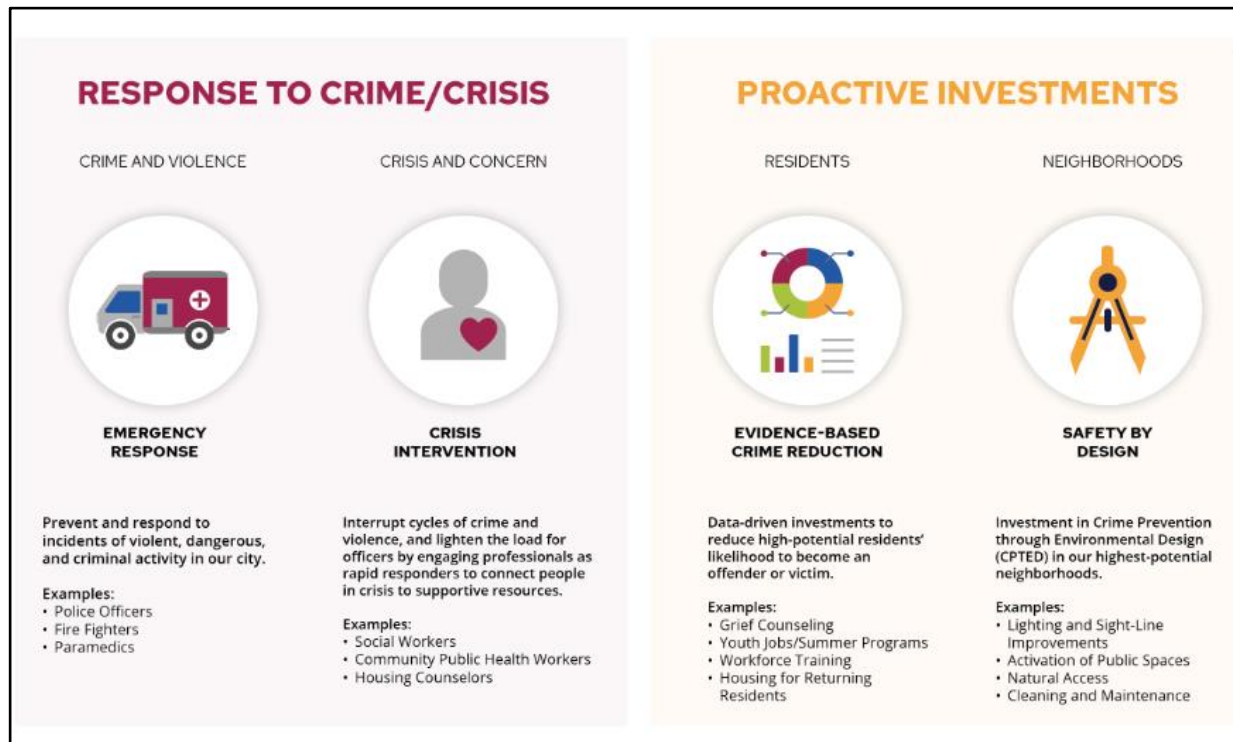 RESPONSE TO CRIME/CRISIS
CRIME AND VIOLENCE
EMERGENCY
RESPONSE
Prevent and respond to
incidents of violent, dangerous,
and criminal activity in our city.
Examples:
• Police Officers
• Fire Fighters
• Paramedics
CRISIS AND CONCERN
CRISIS
INTERVENTION
Interrupt cycles of crime and
violence, and lighten the load for
officers by engaging professionals as
rapid responders to connect people
in crisis to supportive resources.
Examples:
• Social Workers
• Community Public Health Workers
• Housing Counselors
PROACTIVE INVESTMENTS
RESIDENTS
EVIDENCE-BASED
CRIME REDUCTION
Data-driven investments to
reduce high-potential residents'
likelihood to become an
offender or victim.
Examples:
• Grief Counseling
• Youth Jobs/Summer Programs
• Workforce Training
• Housing for Returning
Residents
NEIGHBORHOODS
SAFETY BY
DESIGN
Investment in Crime Prevention
through Environmental Design
(CPTED) in our highest-potential
neighborhoods.
Examples:
• Lighting and Sight-Line
Improvements
• Activation of Public Spaces
• Natural Access
• Cleaning and Maintenance